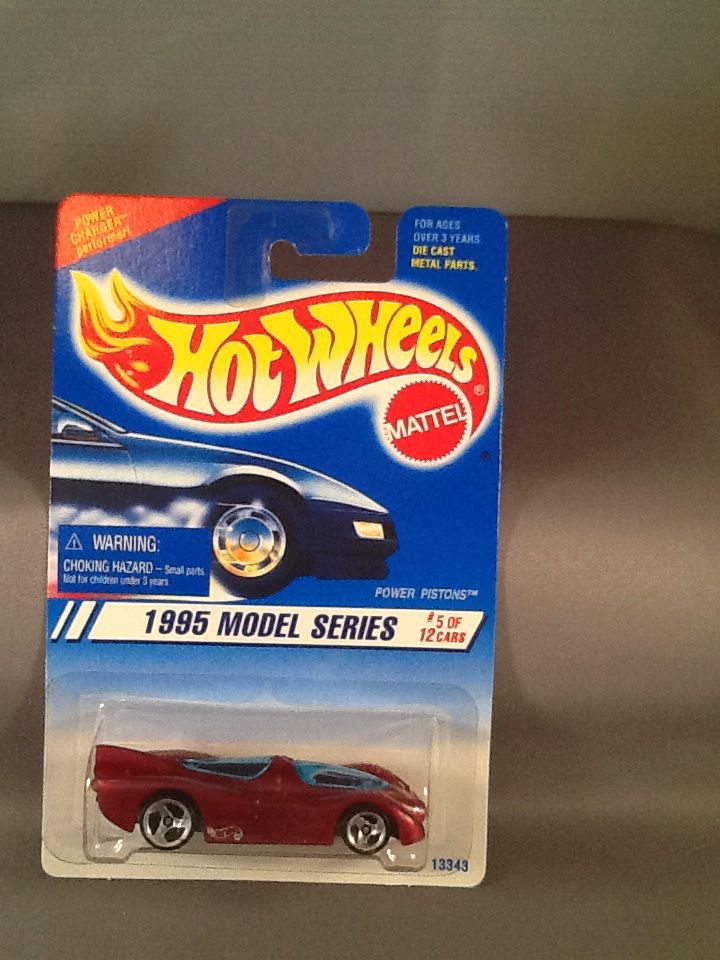 POWER
CHARGER™
performer!
FOR AGES
OVER 3 YEARS
DIE CAST
METAL PARTS.
HOT WHEELS®
MATTEL
®
⚠ WARNING:
CHOKING HAZARD – Small parts.
Not for children under 3 years.
POWER PISTONS™
1995 MODEL SERIES
#5 OF
12 CARS
13343